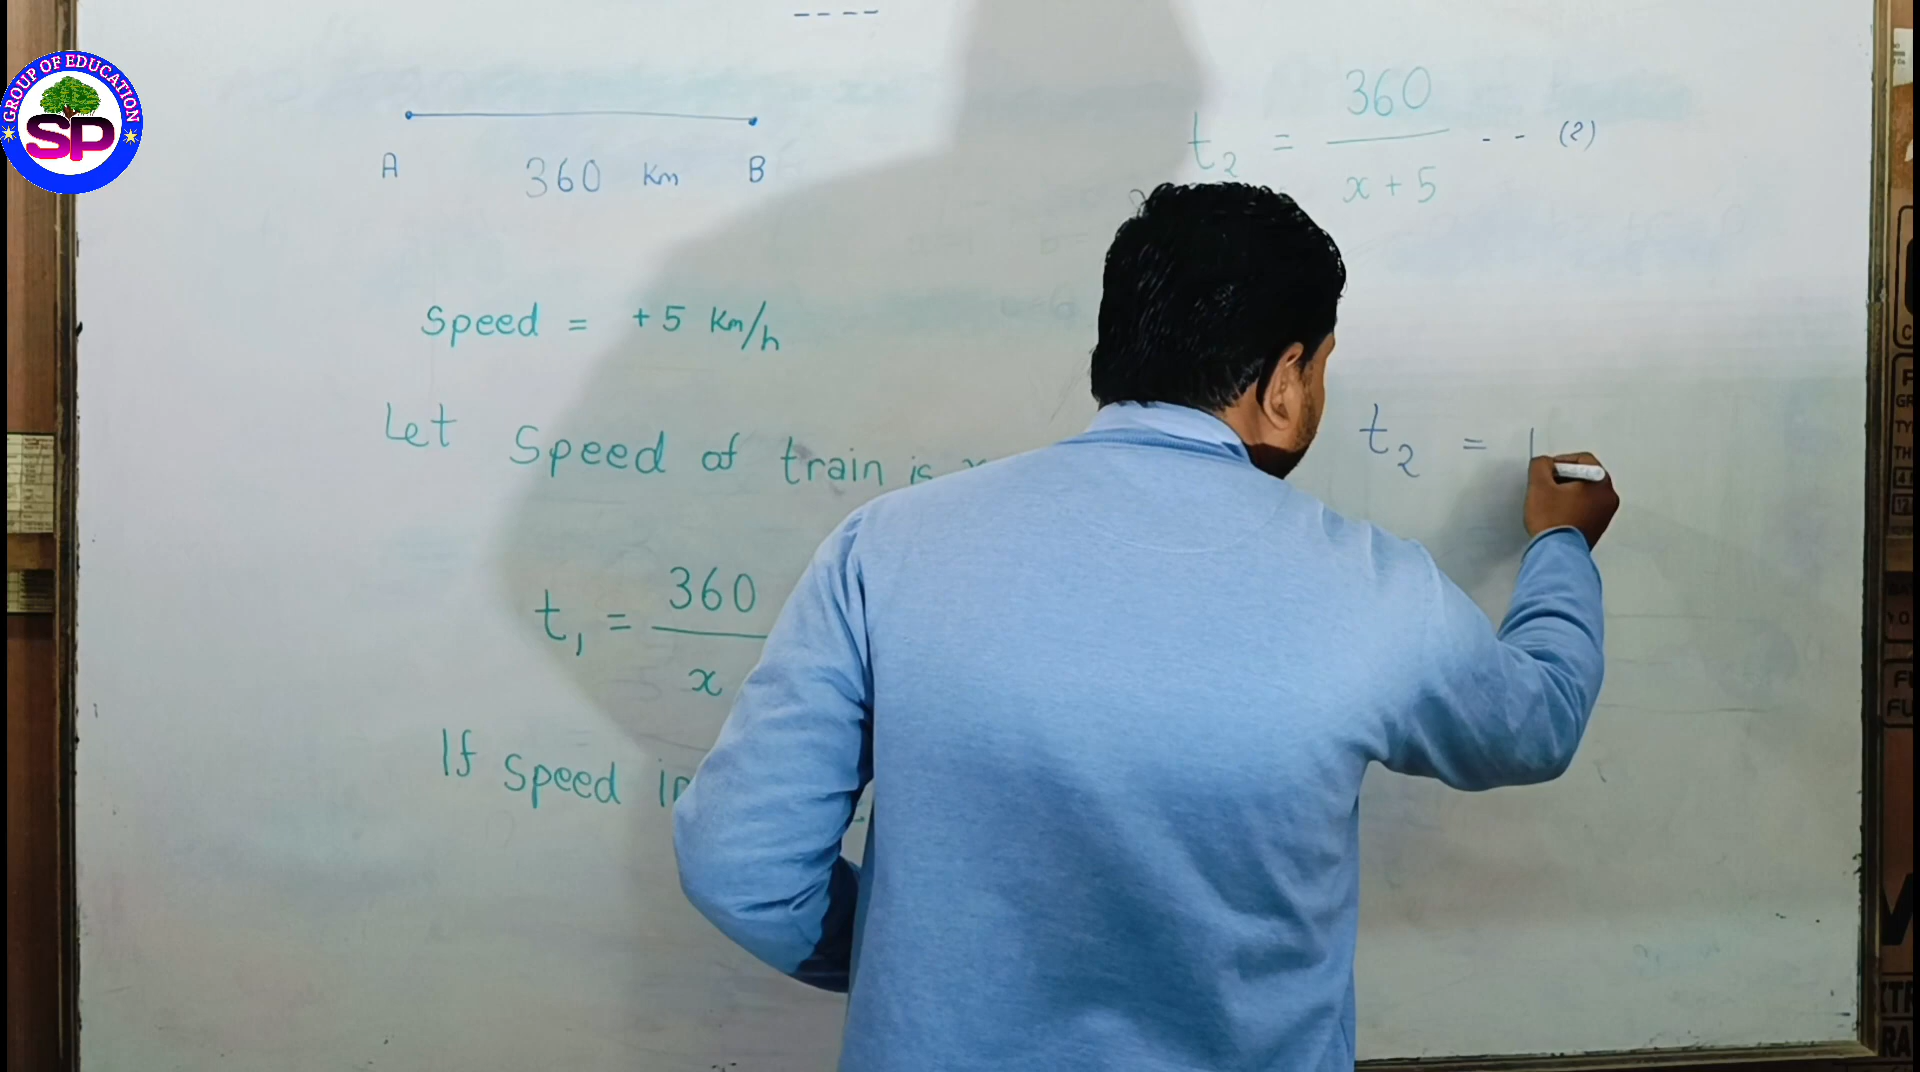 GROUP OF EDUCATION
SP
A 360 Km B
Speed = +5 Km/h
Let Speed of train is
t₁ = 360/x
If Speed
t₂ = 360/(x + 5) - - (2)
t₂ =